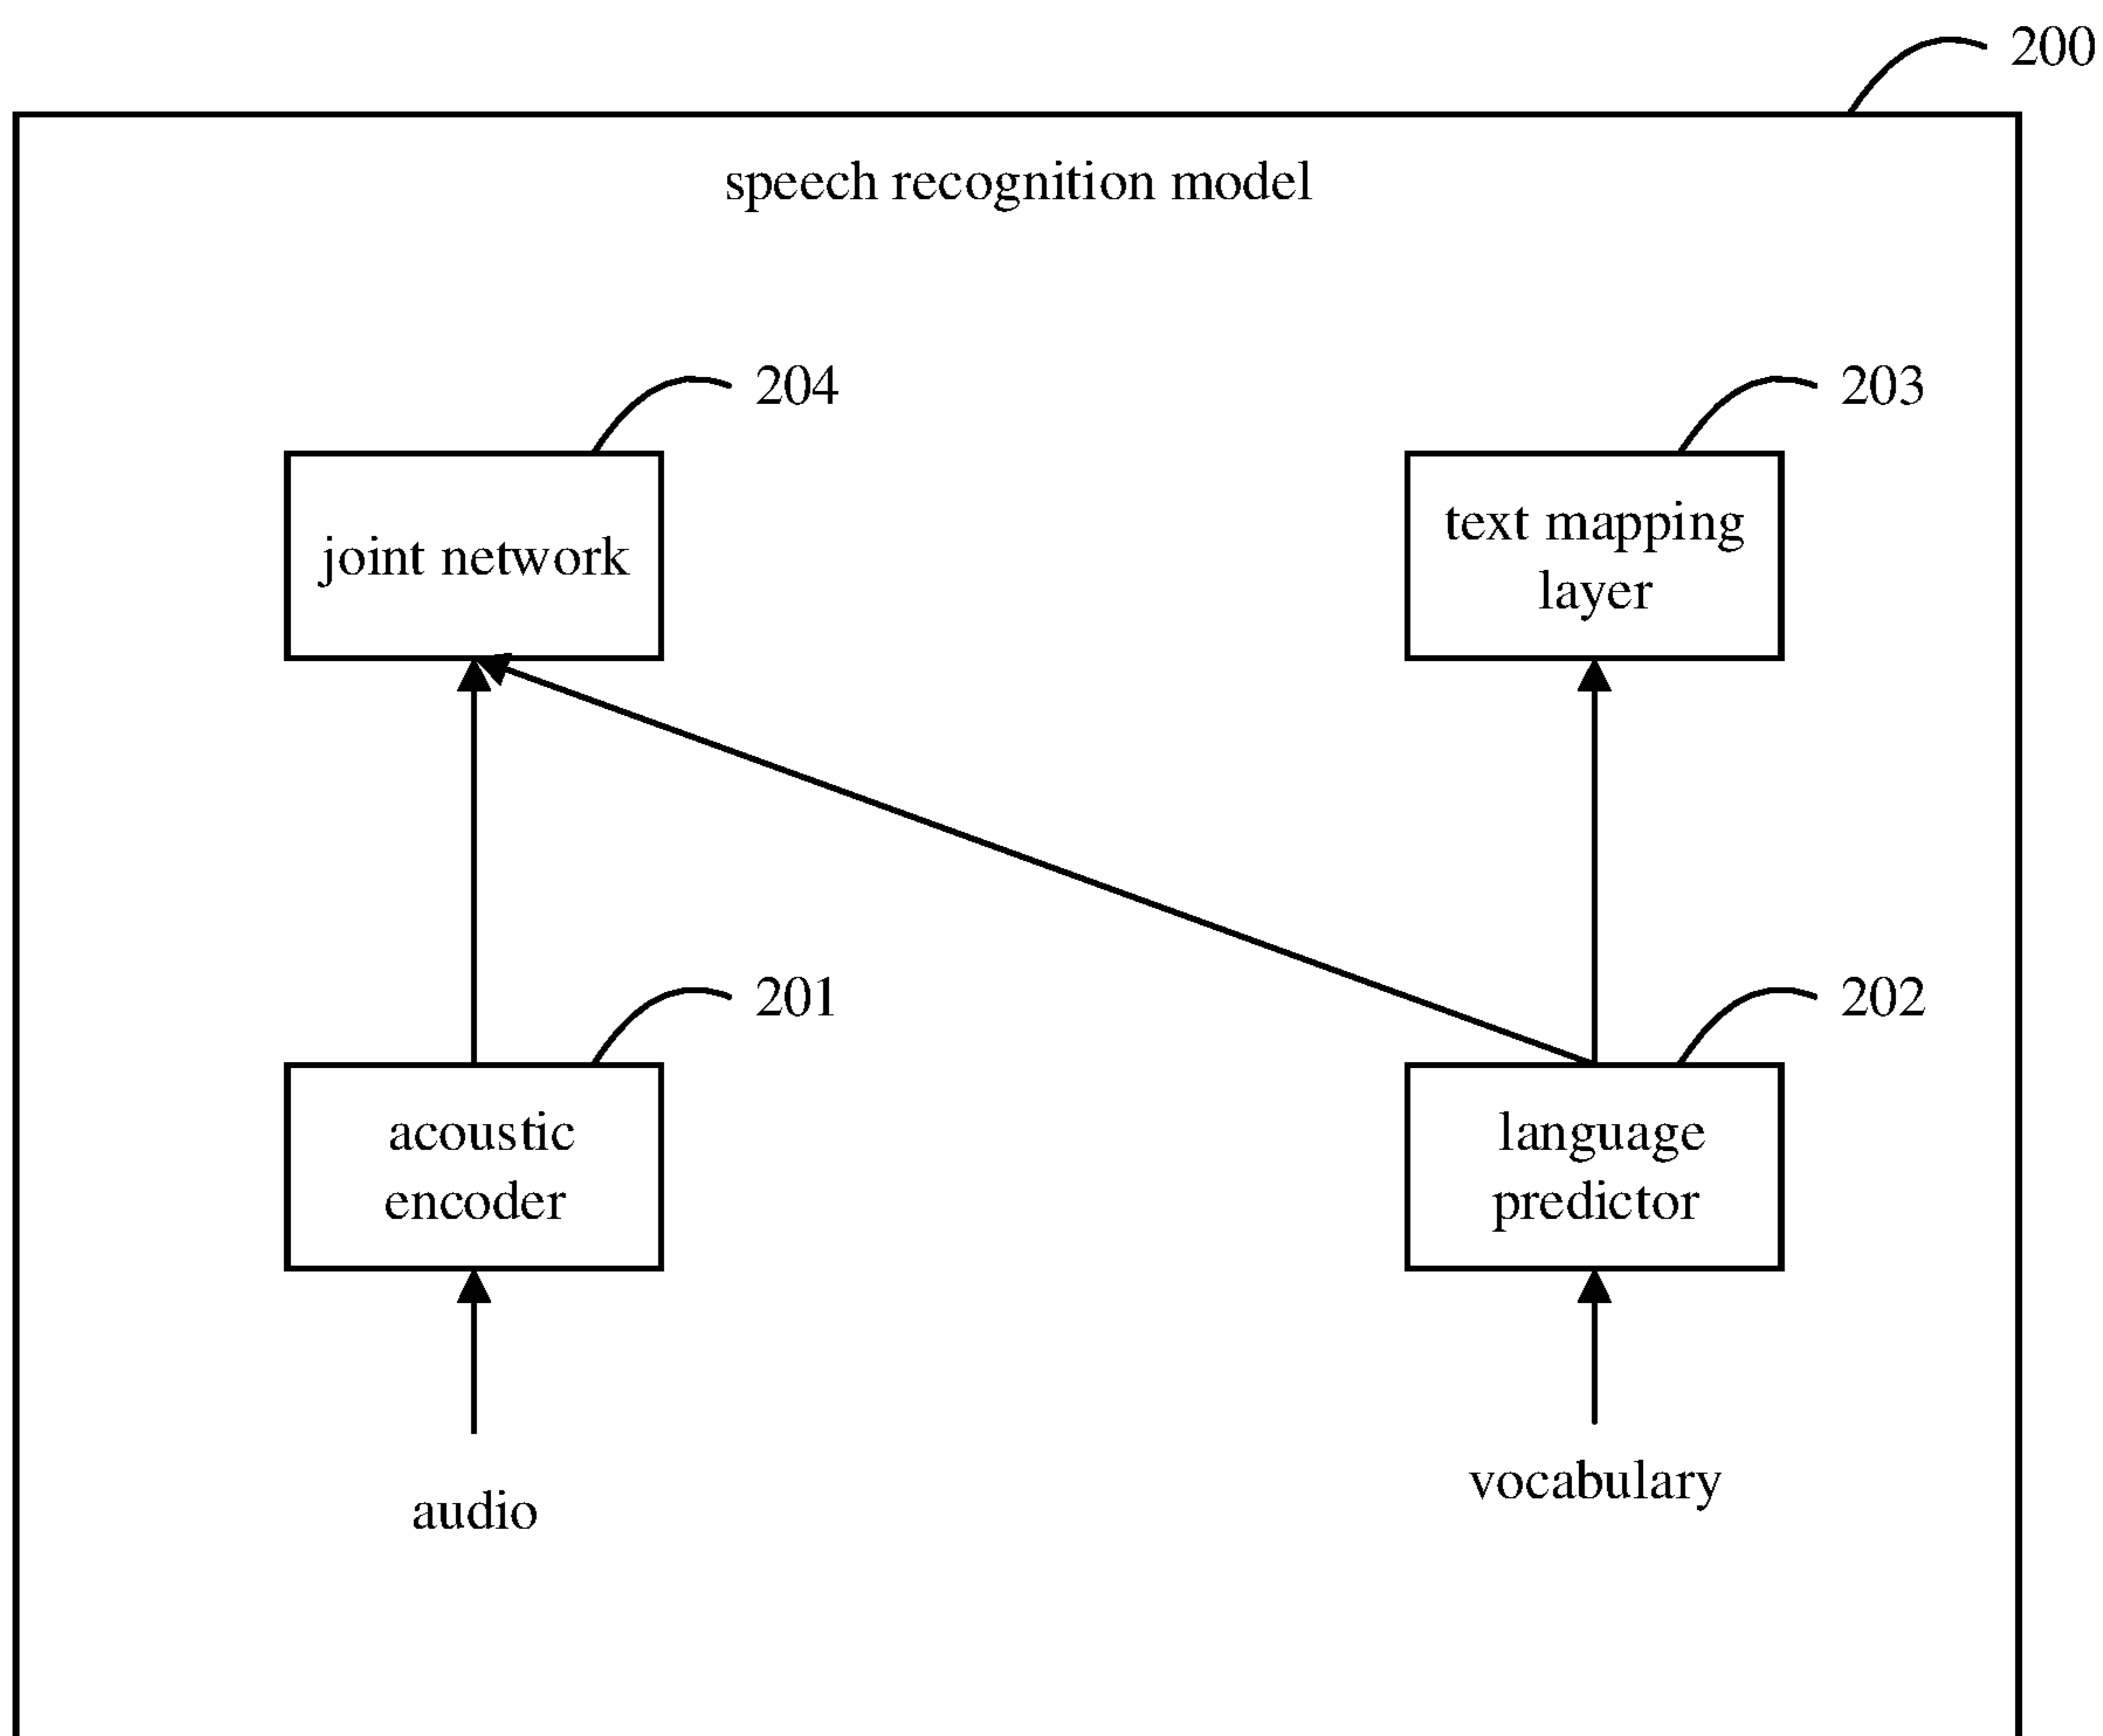 200
speech recognition model
204
203
joint network
text mapping
layer
201
202
acoustic
encoder
language
predictor
audio
vocabulary